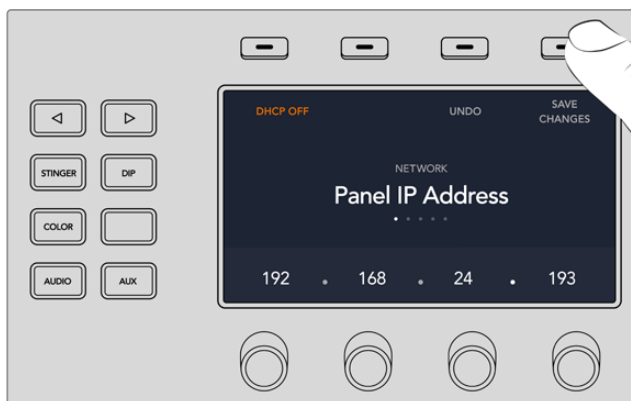 DHCP OFF
UNDO
SAVE
CHANGES
NETWORK
Panel IP Address
192 . 168 . 24 . 193
STINGER
DIP
COLOR
AUDIO
AUX